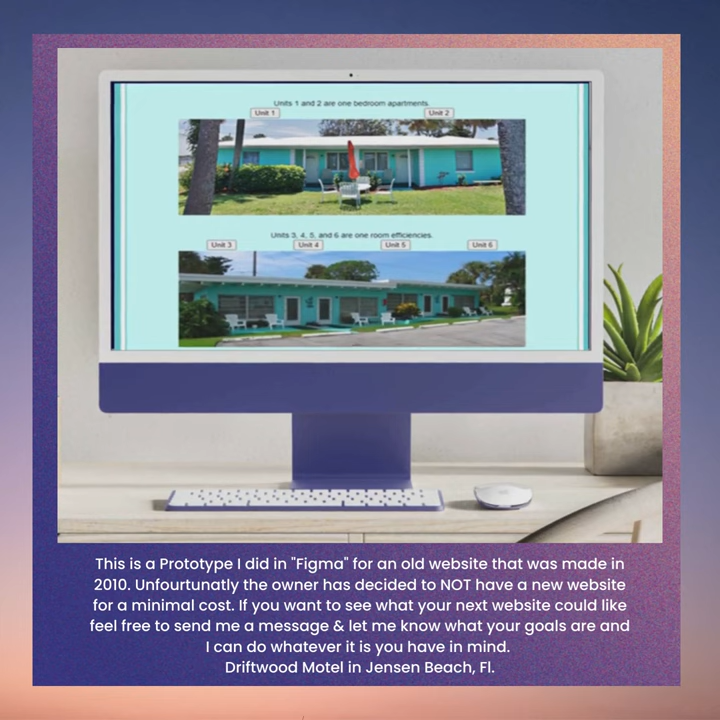 Units 1 and 2 are one bedroom apartments.
Unit 1 Unit 2
Units 3, 4, 5, and 6 are one room efficiencies.
Unit 3 Unit 4 Unit 5 Unit 6
This is a Prototype I did in "Figma" for an old website that was made in
2010. Unfourtunatly the owner has decided to NOT have a new website
for a minimal cost. If you want to see what your next website could like
feel free to send me a message & let me know what your goals are and
I can do whatever it is you have in mind.
Driftwood Motel in Jensen Beach, Fl.